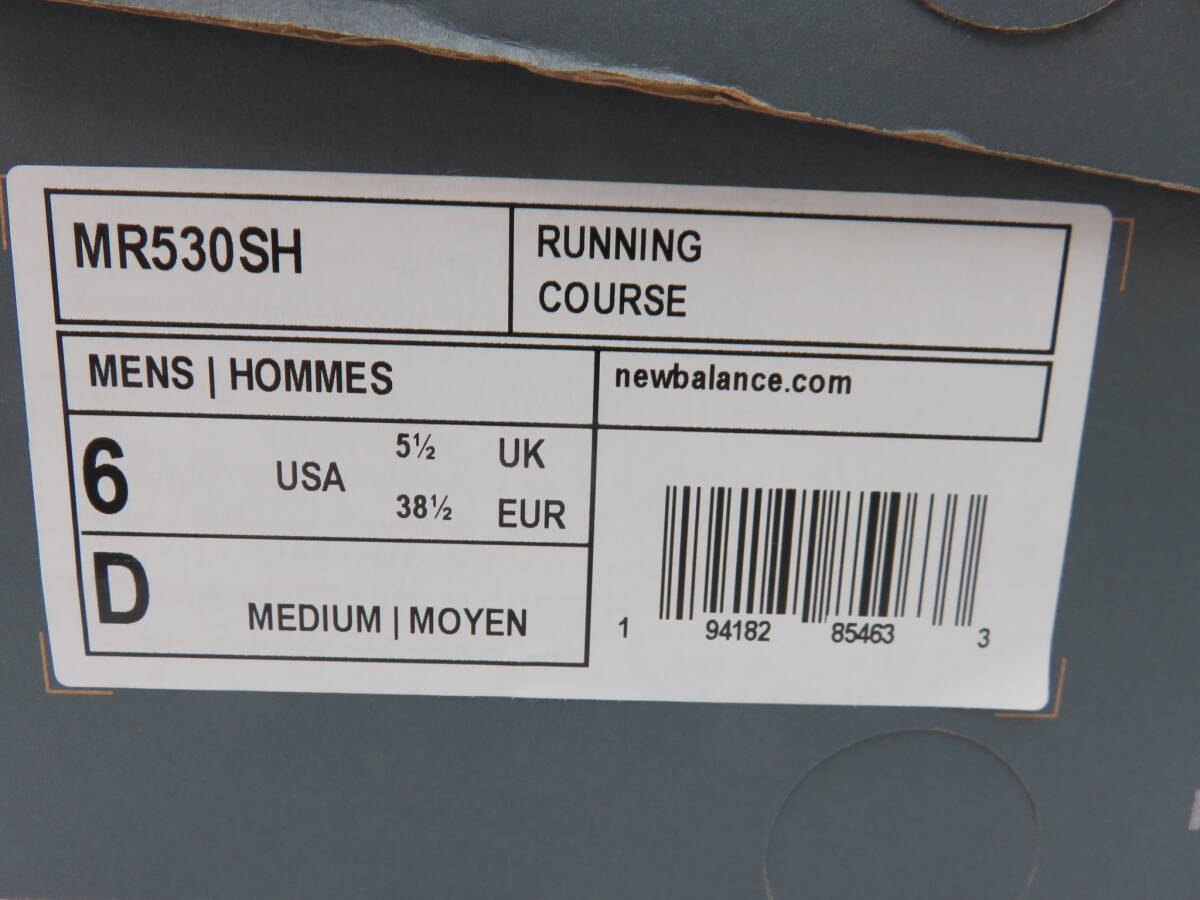 MR530SH
RUNNING
COURSE
MENS | HOMMES
newbalance.com
6 USA 5½ UK
38½ EUR
D MEDIUM | MOYEN
1 94182 85463 3